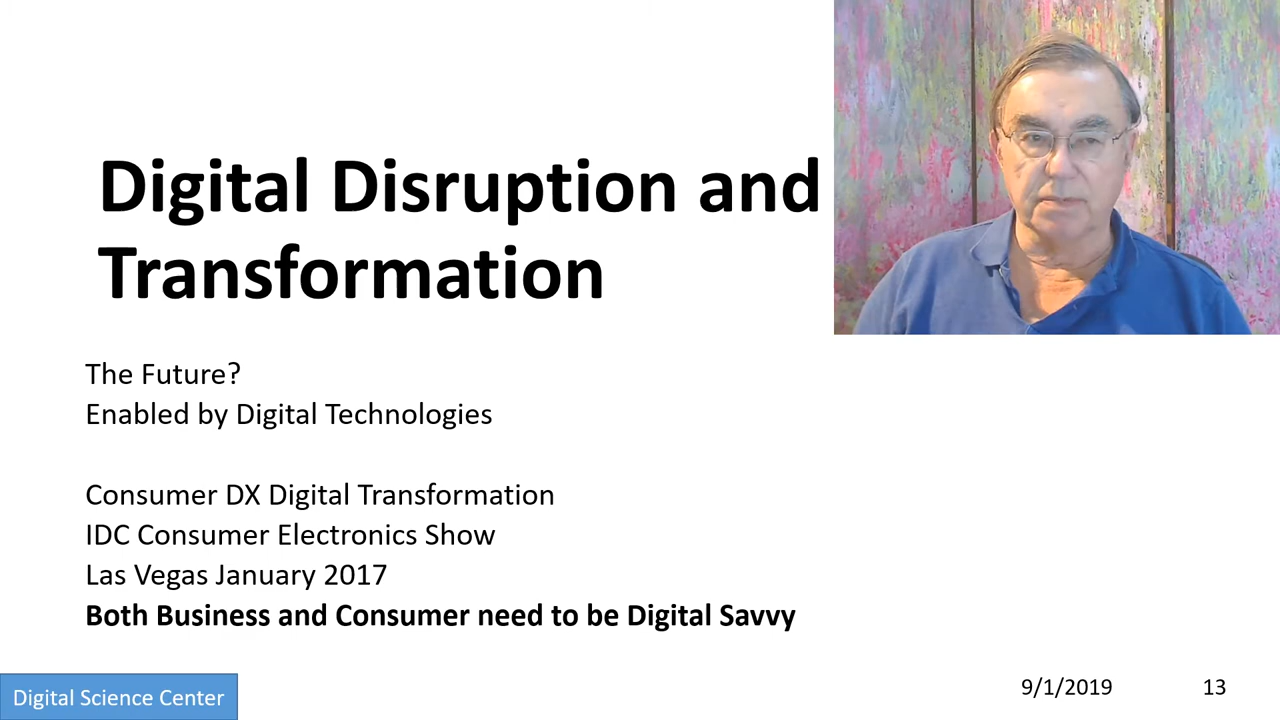 Digital Disruption and
Transformation
The Future?
Enabled by Digital Technologies
Consumer DX Digital Transformation
IDC Consumer Electronics Show
Las Vegas January 2017
Both Business and Consumer need to be Digital Savvy
Digital Science Center
9/1/2019
13